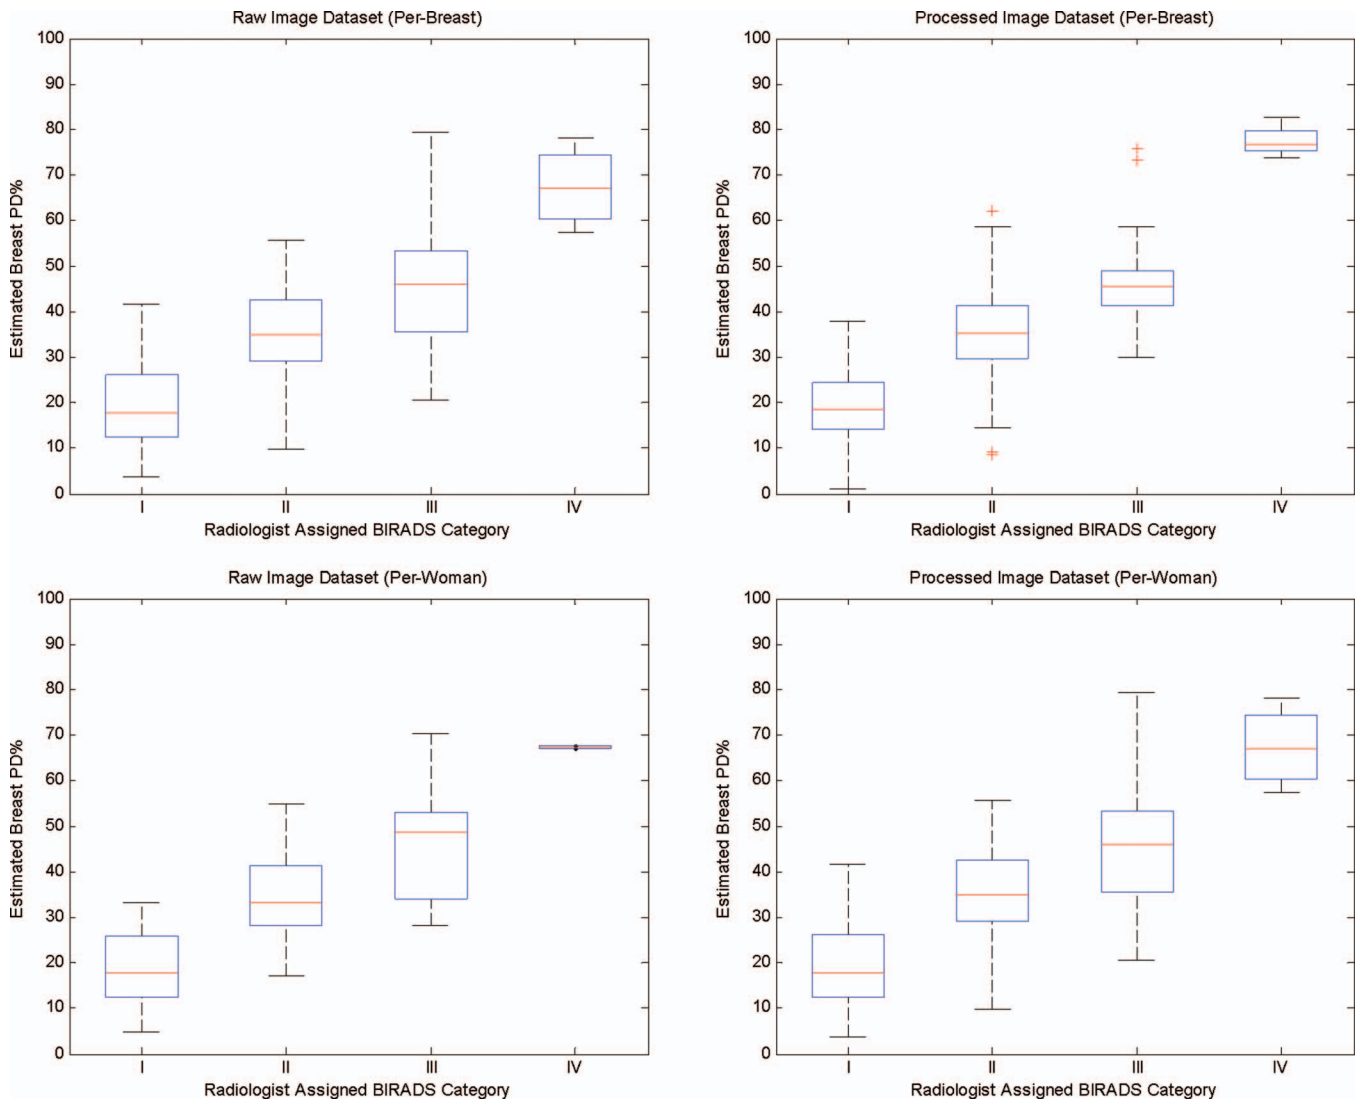 Raw Image Dataset (Per-Breast)
100
90
80
70
60
50
40
30
20
10
0
Estimated Breast PD%
I II III IV
Radiologist Assigned BIRADS Category
Processed Image Dataset (Per-Breast)
100
90
80
70
60
50
40
30
20
10
0
Estimated Breast PD%
I II III IV
Radiologist Assigned BIRADS Category
Raw Image Dataset (Per-Woman)
100
90
80
70
60
50
40
30
20
10
0
Estimated Breast PD%
I II III IV
Radiologist Assigned BIRADS Category
Processed Image Dataset (Per-Woman)
100
90
80
70
60
50
40
30
20
10
0
Estimated Breast PD%
I II III IV
Radiologist Assigned BIRADS Category